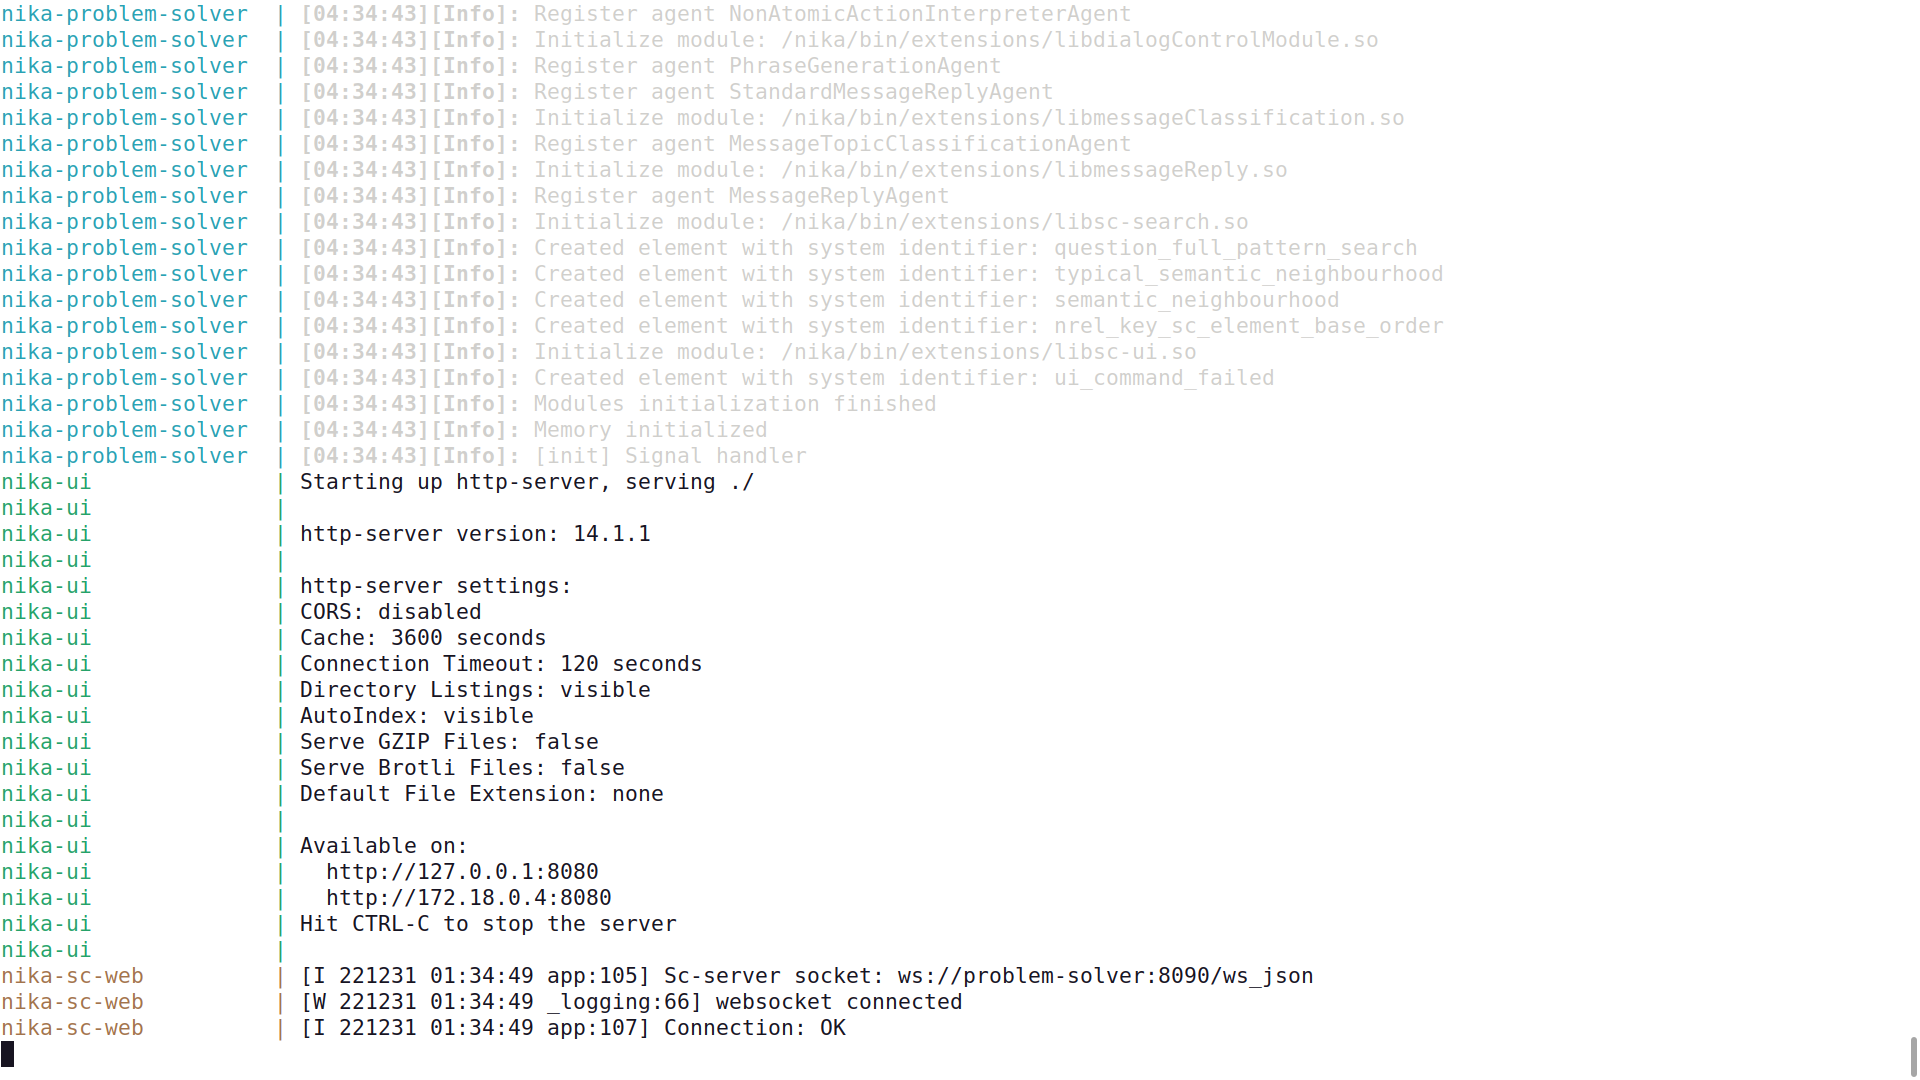 nika-problem-solver  | [04:34:43][Info]: Register agent NonAtomicActionInterpreterAgent
nika-problem-solver  | [04:34:43][Info]: Initialize module: /nika/bin/extensions/libdialogControlModule.so
nika-problem-solver  | [04:34:43][Info]: Register agent PhraseGenerationAgent
nika-problem-solver  | [04:34:43][Info]: Register agent StandardMessageReplyAgent
nika-problem-solver  | [04:34:43][Info]: Initialize module: /nika/bin/extensions/libmessageClassification.so
nika-problem-solver  | [04:34:43][Info]: Register agent MessageTopicClassificationAgent
nika-problem-solver  | [04:34:43][Info]: Initialize module: /nika/bin/extensions/libmessageReply.so
nika-problem-solver  | [04:34:43][Info]: Register agent MessageReplyAgent
nika-problem-solver  | [04:34:43][Info]: Initialize module: /nika/bin/extensions/libsc-search.so
nika-problem-solver  | [04:34:43][Info]: Created element with system identifier: question_full_pattern_search
nika-problem-solver  | [04:34:43][Info]: Created element with system identifier: typical_semantic_neighbourhood
nika-problem-solver  | [04:34:43][Info]: Created element with system identifier: semantic_neighbourhood
nika-problem-solver  | [04:34:43][Info]: Created element with system identifier: nrel_key_sc_element_base_order
nika-problem-solver  | [04:34:43][Info]: Initialize module: /nika/bin/extensions/libsc-ui.so
nika-problem-solver  | [04:34:43][Info]: Created element with system identifier: ui_command_failed
nika-problem-solver  | [04:34:43][Info]: Modules initialization finished
nika-problem-solver  | [04:34:43][Info]: Memory initialized
nika-problem-solver  | [04:34:43][Info]: [init] Signal handler
nika-ui              | Starting up http-server, serving ./
nika-ui              |
nika-ui              | http-server version: 14.1.1
nika-ui              |
nika-ui              | http-server settings:
nika-ui              | CORS: disabled
nika-ui              | Cache: 3600 seconds
nika-ui              | Connection Timeout: 120 seconds
nika-ui              | Directory Listings: visible
nika-ui              | AutoIndex: visible
nika-ui              | Serve GZIP Files: false
nika-ui              | Serve Brotli Files: false
nika-ui              | Default File Extension: none
nika-ui              |
nika-ui              | Available on:
nika-ui              |   http://127.0.0.1:8080
nika-ui              |   http://172.18.0.4:8080
nika-ui              | Hit CTRL-C to stop the server
nika-ui              |
nika-sc-web          | [I 221231 01:34:49 app:105] Sc-server socket: ws://problem-solver:8090/ws_json
nika-sc-web          | [W 221231 01:34:49 _logging:66] websocket connected
nika-sc-web          | [I 221231 01:34:49 app:107] Connection: OK